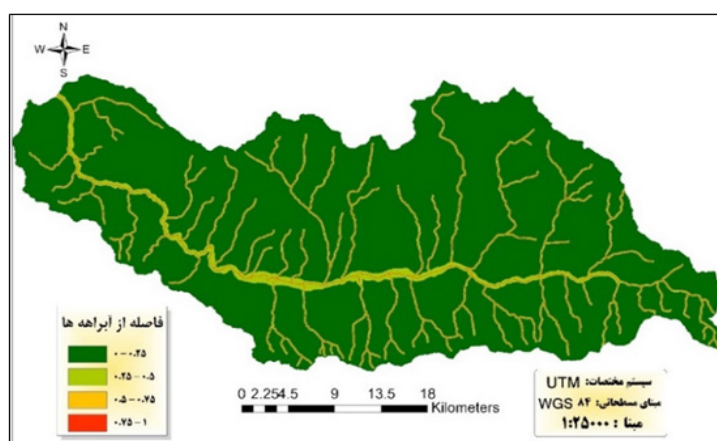 N
W E
S
فاصله از آبراهه ها
۰ – ۰.۲۵
۰.۲۵ – ۰.۵
۰.۵ – ۰.۷۵
۰.۷۵ – ۱
0 2.25 4.5 9 13.5 18
Kilometers
سیستم مختصات: UTM
مبنای مسطحاتی: WGS ۸۴
مبنا : ۱:۲۵۰۰۰